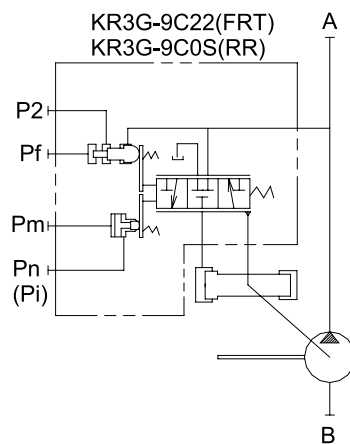 KR3G-9C22(FRT)
KR3G-9C0S(RR)
A
P2
Pf
Pm
Pn
(Pi)
B